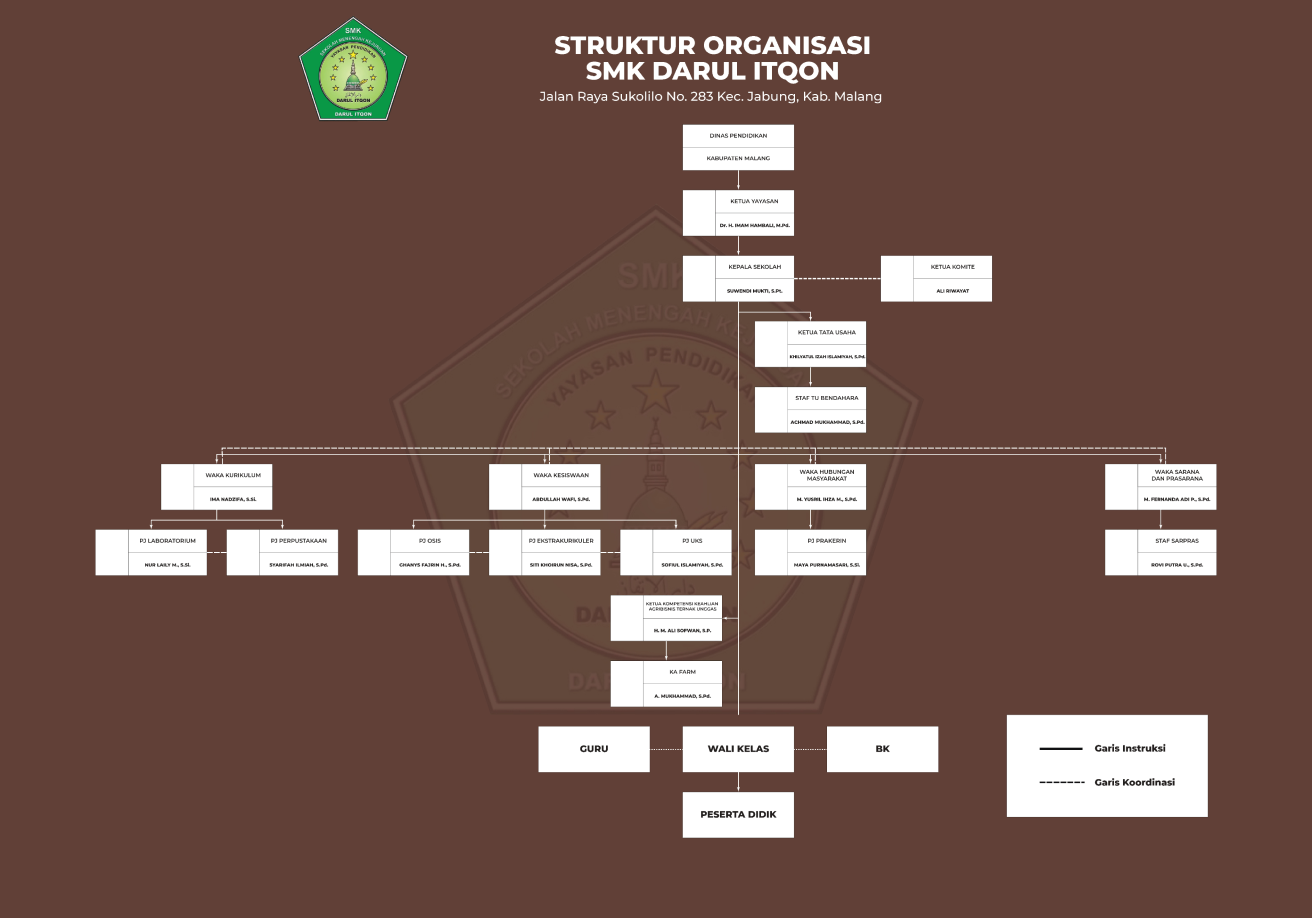 SMK
SEKOLAH MENENGAH KEJURUAN
YAYASAN PENDIDIKAN
DARUL ITQON
DARUL ITQON
STRUKTUR ORGANISASI
SMK DARUL ITQON
Jalan Raya Sukolilo No. 283 Kec. Jabung, Kab. Malang
DINAS PENDIDIKAN
KABUPATEN MALANG
KETUA YAYASAN
Dr. H. IMAM HAMBALI, M.Pd.
KEPALA SEKOLAH
SUWENDI MUKTI, S.Pt.
KETUA KOMITE
ALI RIWAYAT
KETUA TATA USAHA
KHILYATUL IZAH ISLAMIYAH, S.Pd.
STAF TU BENDAHARA
ACHMAD MUKHAMMAD, S.Pd.
WAKA KURIKULUM
IMA NADZIFA, S.Si.
WAKA KESISWAAN
ABDULLAH WAFI, S.Pd.
WAKA HUBUNGAN
MASYARAKAT
M. YUSRIL IHZA M., S.Pd.
WAKA SARANA
DAN PRASARANA
M. FERNANDA ADI P., S.Pd.
PJ LABORATORIUM
NUR LAILY M., S.Si.
PJ PERPUSTAKAAN
SYARIFAH ILMIAH, S.Pd.
PJ OSIS
GHANYS FAJRIN H., S.Pd.
PJ EKSTRAKURIKULER
SITI KHOIRUN NISA, S.Pd.
PJ UKS
SOFIUL ISLAMIYAH, S.Pd.
PJ PRAKERIN
MAYA PURNAMASARI, S.Si.
STAF SARPRAS
ROVI PUTRA U., S.Pd.
KETUA KOMPETENSI KEAHLIAN
AGRIBISNIS TERNAK UNGGAS
H. M. ALI SOFWAN, S.P.
KA FARM
A. MUKHAMMAD, S.Pd.
GURU
WALI KELAS
BK
PESERTA DIDIK
Garis Instruksi
Garis Koordinasi